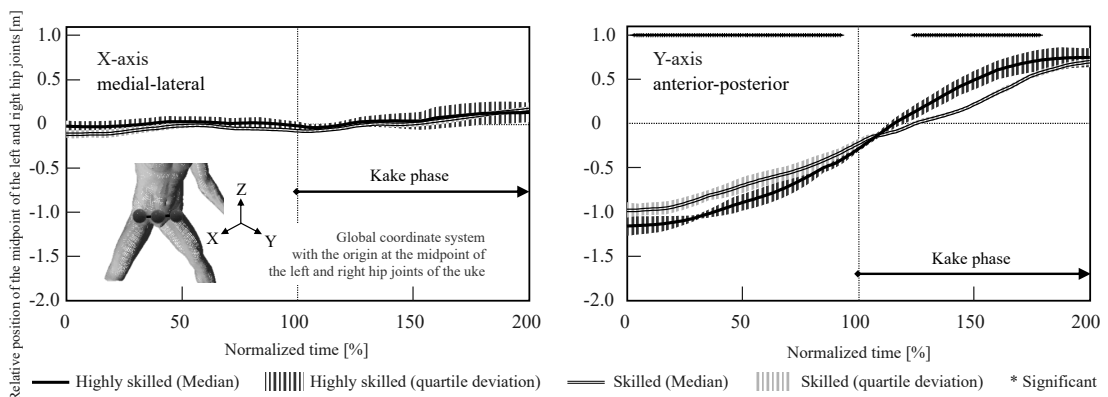 Relative position of the midpoint of the left and right hip joints [m]
1.0
0.5
0
-0.5
-1.0
-1.5
-2.0
X-axis
medial-lateral
Kake phase
Z
X
Y
Global coordinate system
with the origin at the midpoint of
the left and right hip joints of the uke
0
50
100
150
200
Normalized time [%]
1.0
0.5
0
-0.5
-1.0
-1.5
-2.0
Y-axis
anterior-posterior
Kake phase
0
50
100
150
200
Normalized time [%]
Highly skilled (Median)
Highly skilled (quartile deviation)
Skilled (Median)
Skilled (quartile deviation)
* Significant